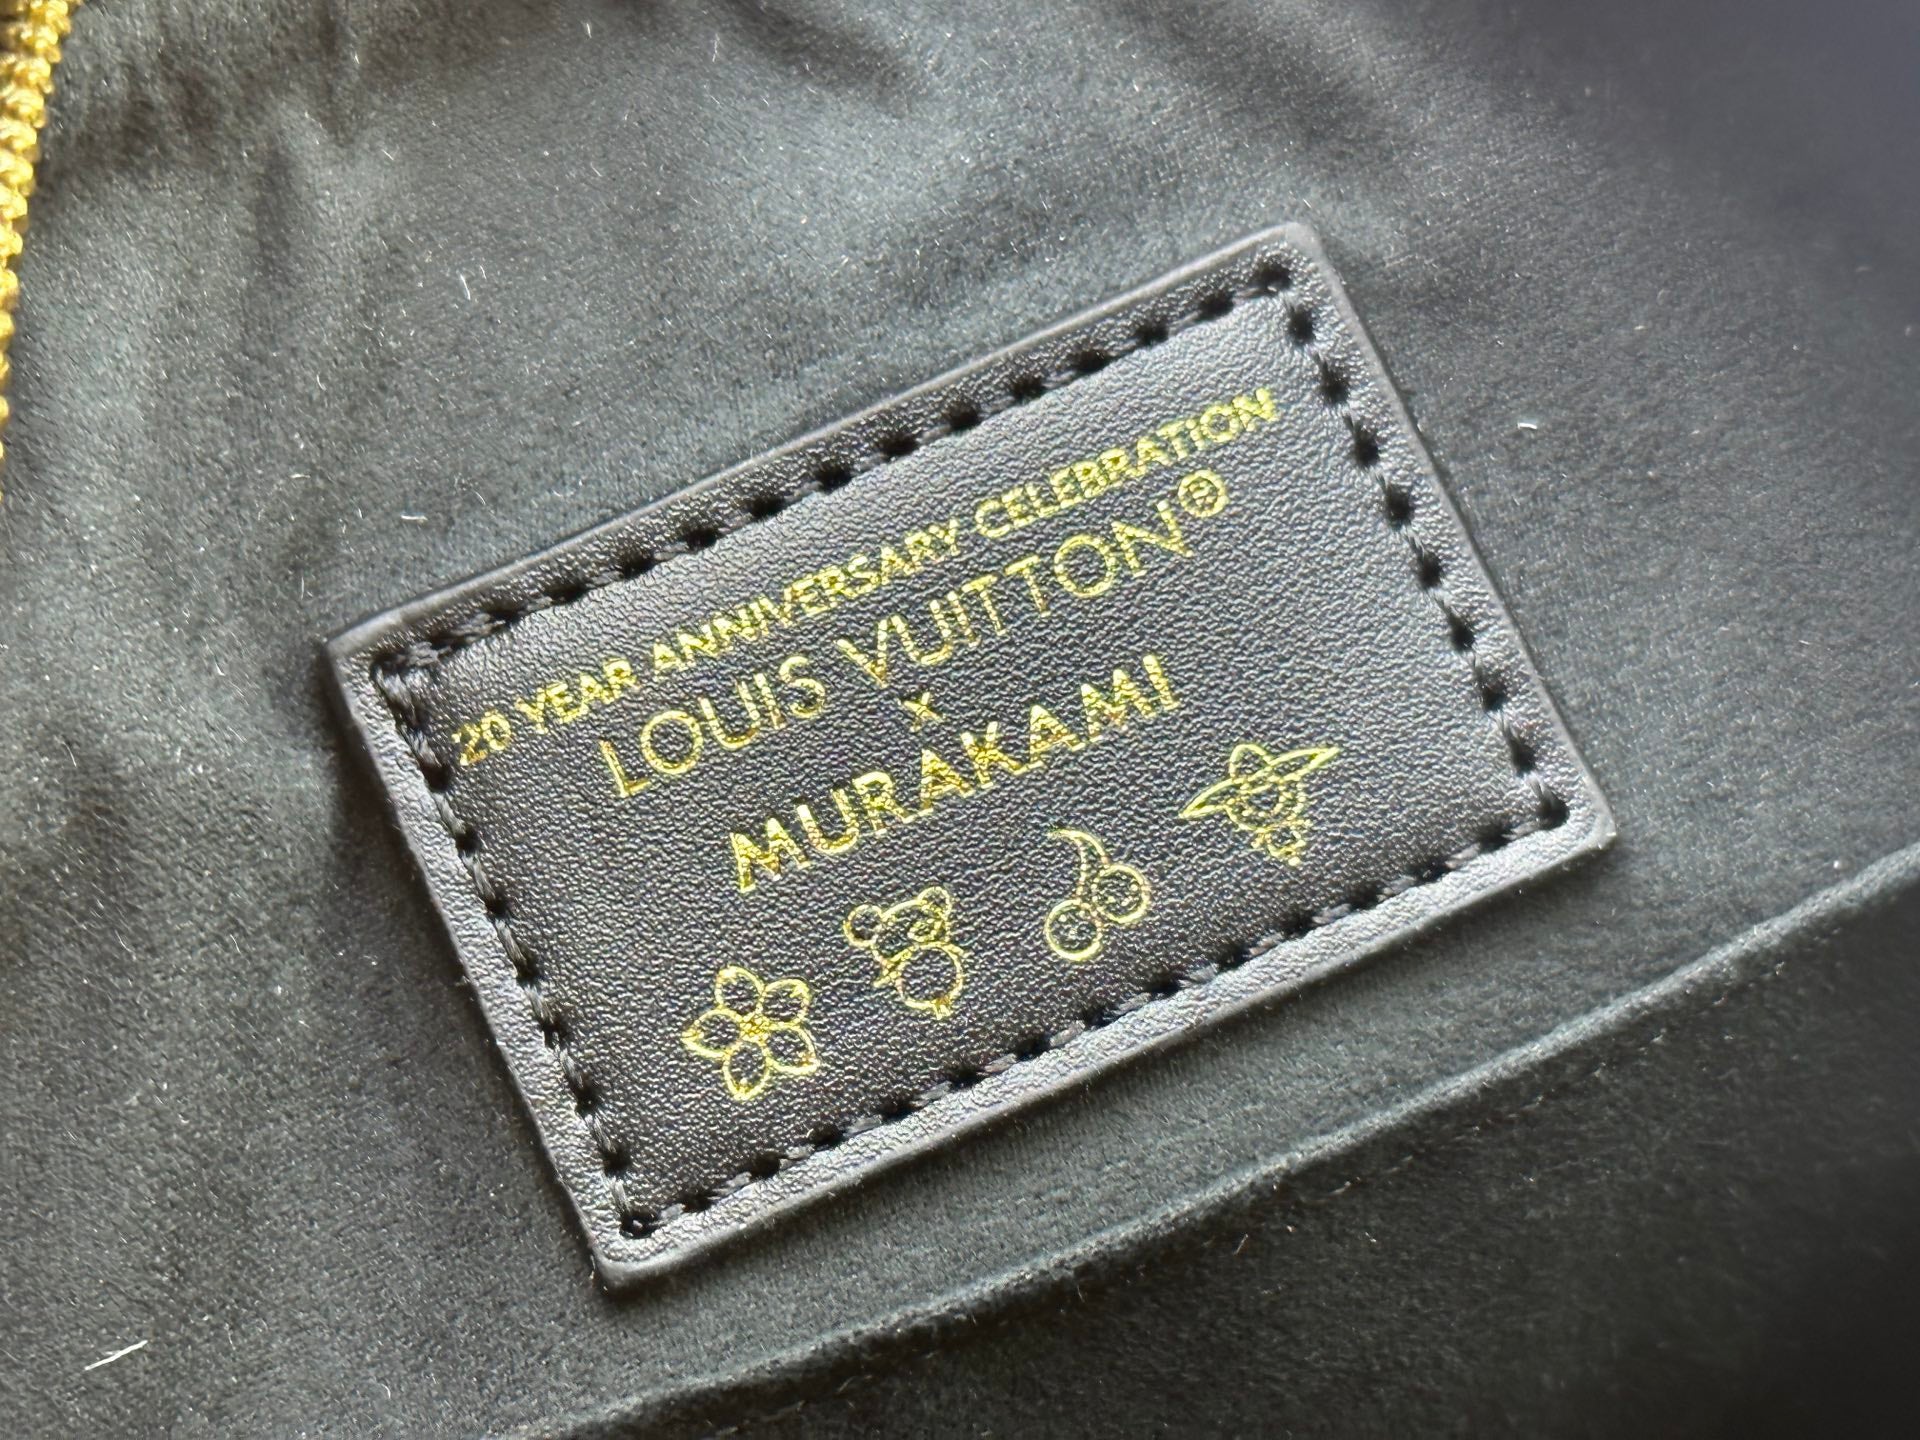 20 YEAR ANNIVERSARY CELEBRATION
LOUIS VUITTON®
×
MURAKAMI